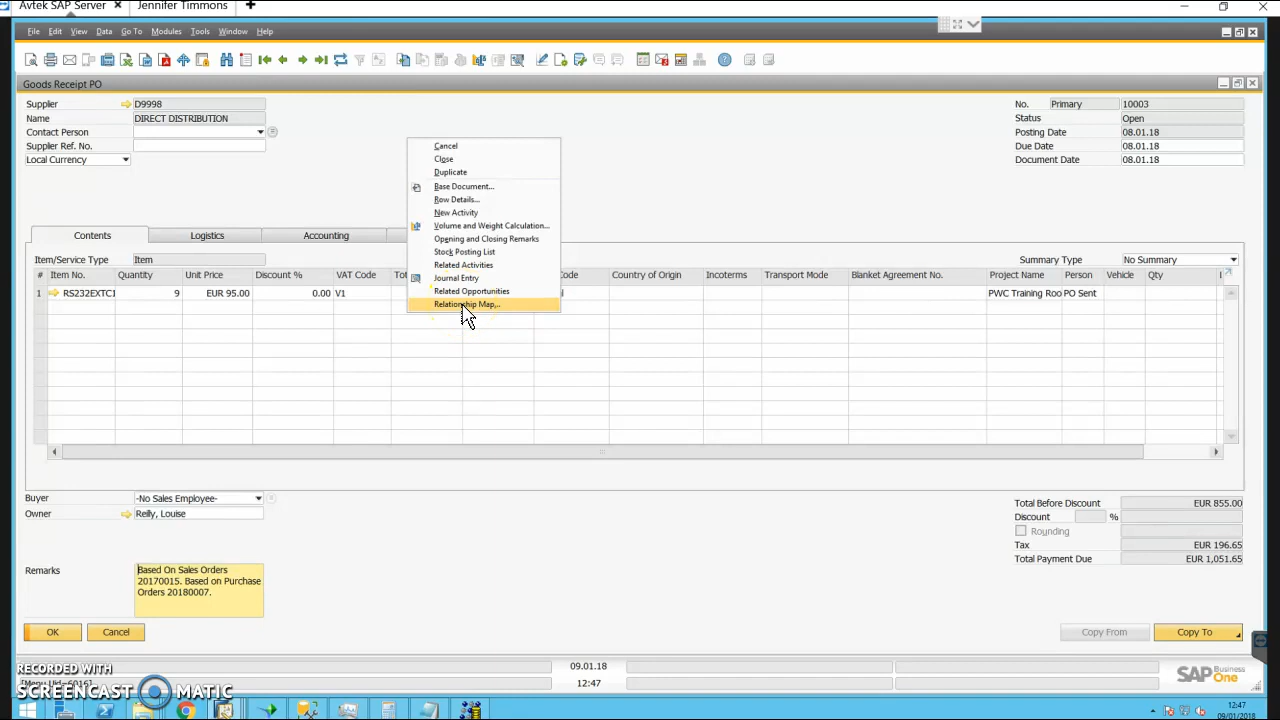 Avtek SAP Server
Jennifer Timmons
File Edit View Data Go To Modules Tools Window Help
Goods Receipt PO
Supplier D9998 No. Primary 10003
Name DIRECT DISTRIBUTION Status Open
Contact Person Posting Date 08.01.18
Supplier Ref. No. Due Date 08.01.18
Local Currency Document Date 08.01.18
Cancel
Close
Duplicate
Base Document...
Row Details...
New Activity
Volume and Weight Calculation...
Opening and Closing Remarks
Stock Posting List
Related Activities
Journal Entry
Related Opportunities
Relationship Map...
Contents Logistics Accounting
Item/Service Type Item Summary Type No Summary
# Item No. Quantity Unit Price Discount % VAT Code Tot Code Country of Origin Incoterms Transport Mode Blanket Agreement No. Project Name Person Vehicle Qty
1 RS232EXTC1 9 EUR 95.00 0.00 V1 PWC Training Roo PO Sent
Buyer -No Sales Employee- Total Before Discount EUR 855.00
Owner Reilly, Louise Discount %
Rounding
Tax EUR 196.65
Total Payment Due EUR 1,051.65
Remarks Based On Sales Orders
20170015. Based on Purchase
Orders 20180007.
OK Cancel Copy From Copy To
RECORDED WITH
SCREENCAST MATIC
09.01.18
12:47
SAP Business One
12:47
09/01/2018